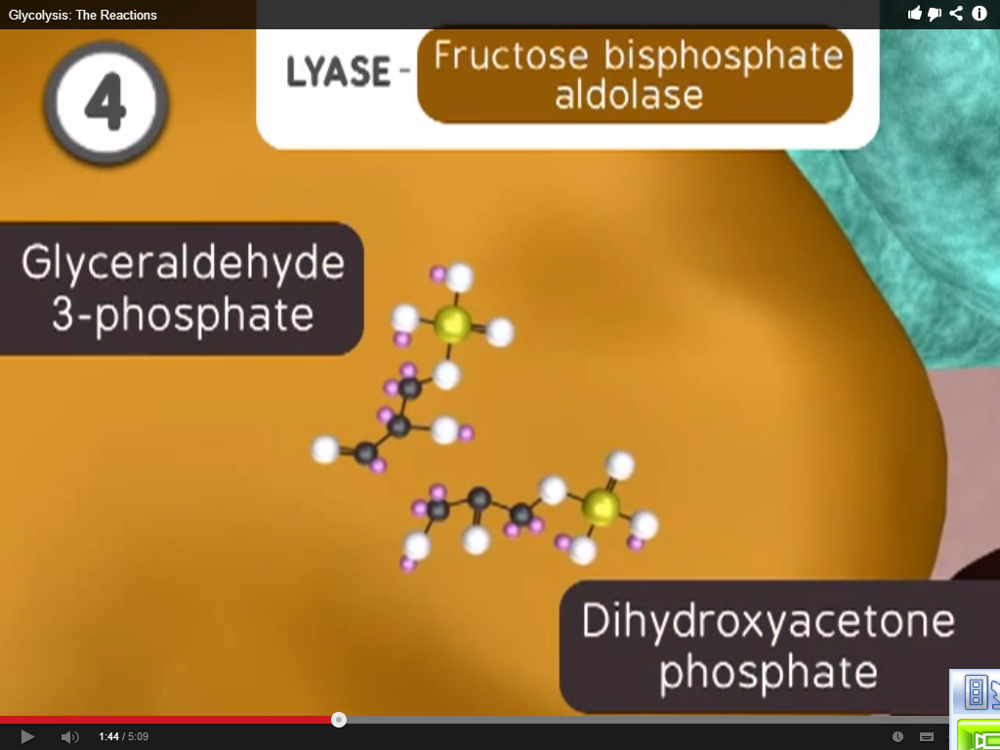 Glycolysis: The Reactions
4
LYASE - Fructose bisphosphate
aldolase
Glyceraldehyde
3-phosphate
Dihydroxyacetone
phosphate
1:44 / 5:09